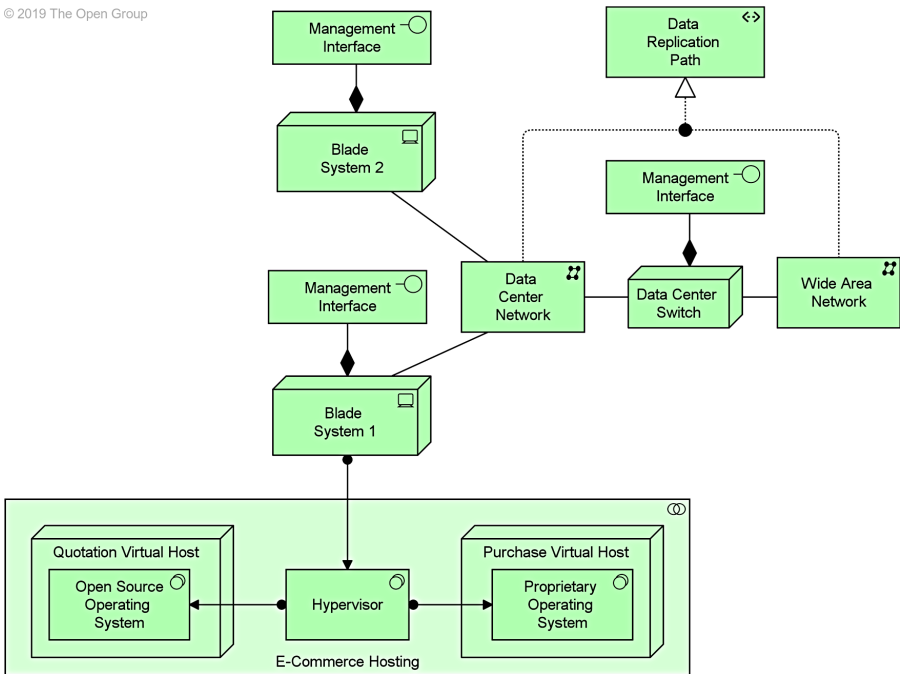 © 2019 The Open Group
Management
Interface
Data
Replication
Path
Blade
System 2
Management
Interface
Management
Interface
Data
Center
Network
Data Center
Switch
Wide Area
Network
Blade
System 1
Quotation Virtual Host
Open Source
Operating
System
Hypervisor
Purchase Virtual Host
Proprietary
Operating
System
E-Commerce Hosting